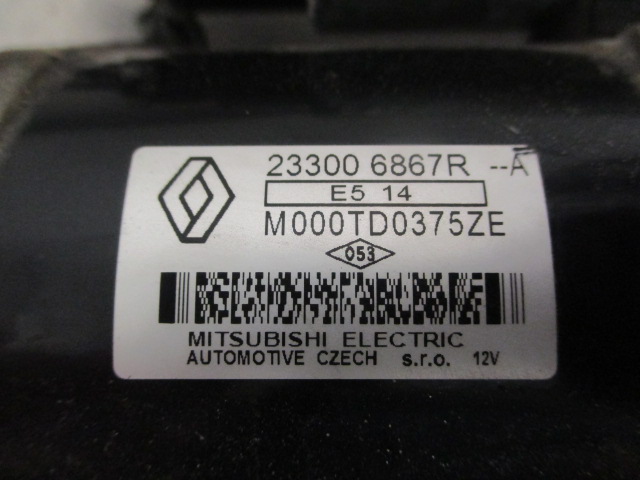 23300 6867R --A
E5 14
M000TD0375ZE
053
MITSUBISHI ELECTRIC
AUTOMOTIVE CZECH s.r.o. 12V